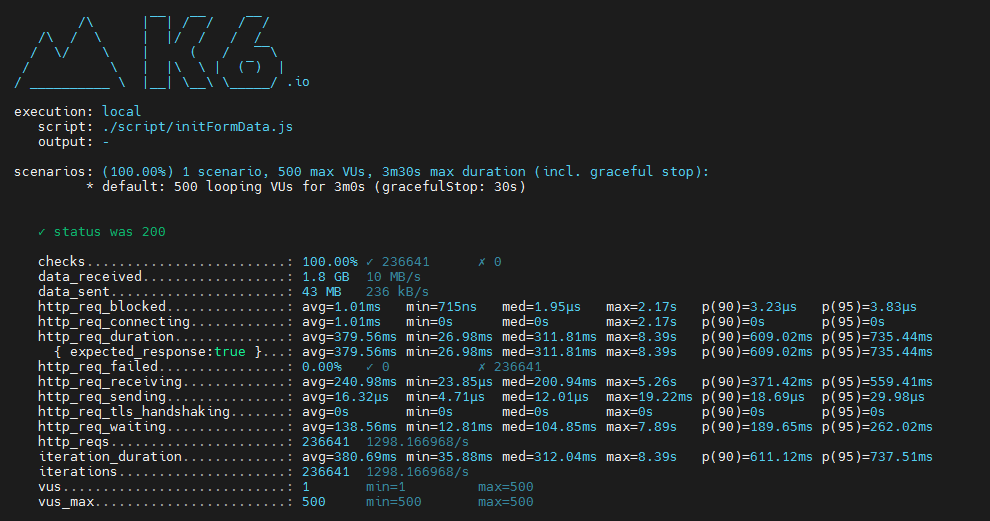 /\      |‾‾| /‾‾/   /‾‾/
     /\  /  \     |  |/  /   /  /
    /  \/    \    |     (   /   ‾‾\
   /          \   |  |\  \ |  (‾)  |
  / __________ \  |__| \__\ \_____/ .io
execution: local
script: ./script/initFormData.js
output: -
scenarios: (100.00%) 1 scenario, 500 max VUs, 3m30s max duration (incl. graceful stop):
* default: 500 looping VUs for 3m0s (gracefulStop: 30s)
✓ status was 200
checks.........................: 100.00% ✓ 236641      ✗ 0
data_received..................: 1.8 GB  10 MB/s
data_sent......................: 43 MB   236 kB/s
http_req_blocked...............: avg=1.01ms   min=715ns   med=1.95µs   max=2.17s   p(90)=3.23µs   p(95)=3.83µs
http_req_connecting............: avg=1.01ms   min=0s      med=0s       max=2.17s   p(90)=0s       p(95)=0s
http_req_duration..............: avg=379.56ms min=26.98ms med=311.81ms max=8.39s   p(90)=609.02ms p(95)=735.44ms
{ expected_response:true }...: avg=379.56ms min=26.98ms med=311.81ms max=8.39s   p(90)=609.02ms p(95)=735.44ms
http_req_failed................: 0.00%   ✓ 0           ✗ 236641
http_req_receiving.............: avg=240.98ms min=23.85µs med=200.94ms max=5.26s   p(90)=371.42ms p(95)=559.41ms
http_req_sending...............: avg=16.32µs  min=4.71µs  med=12.01µs  max=19.22ms p(90)=18.69µs  p(95)=29.98µs
http_req_tls_handshaking.......: avg=0s       min=0s      med=0s       max=0s      p(90)=0s       p(95)=0s
http_req_waiting...............: avg=138.56ms min=12.81ms med=104.85ms max=7.89s   p(90)=189.65ms p(95)=262.02ms
http_reqs......................: 236641  1298.166968/s
iteration_duration.............: avg=380.69ms min=35.88ms med=312.04ms max=8.39s   p(90)=611.12ms p(95)=737.51ms
iterations.....................: 236641  1298.166968/s
vus............................: 1       min=1         max=500
vus_max........................: 500     min=500       max=500